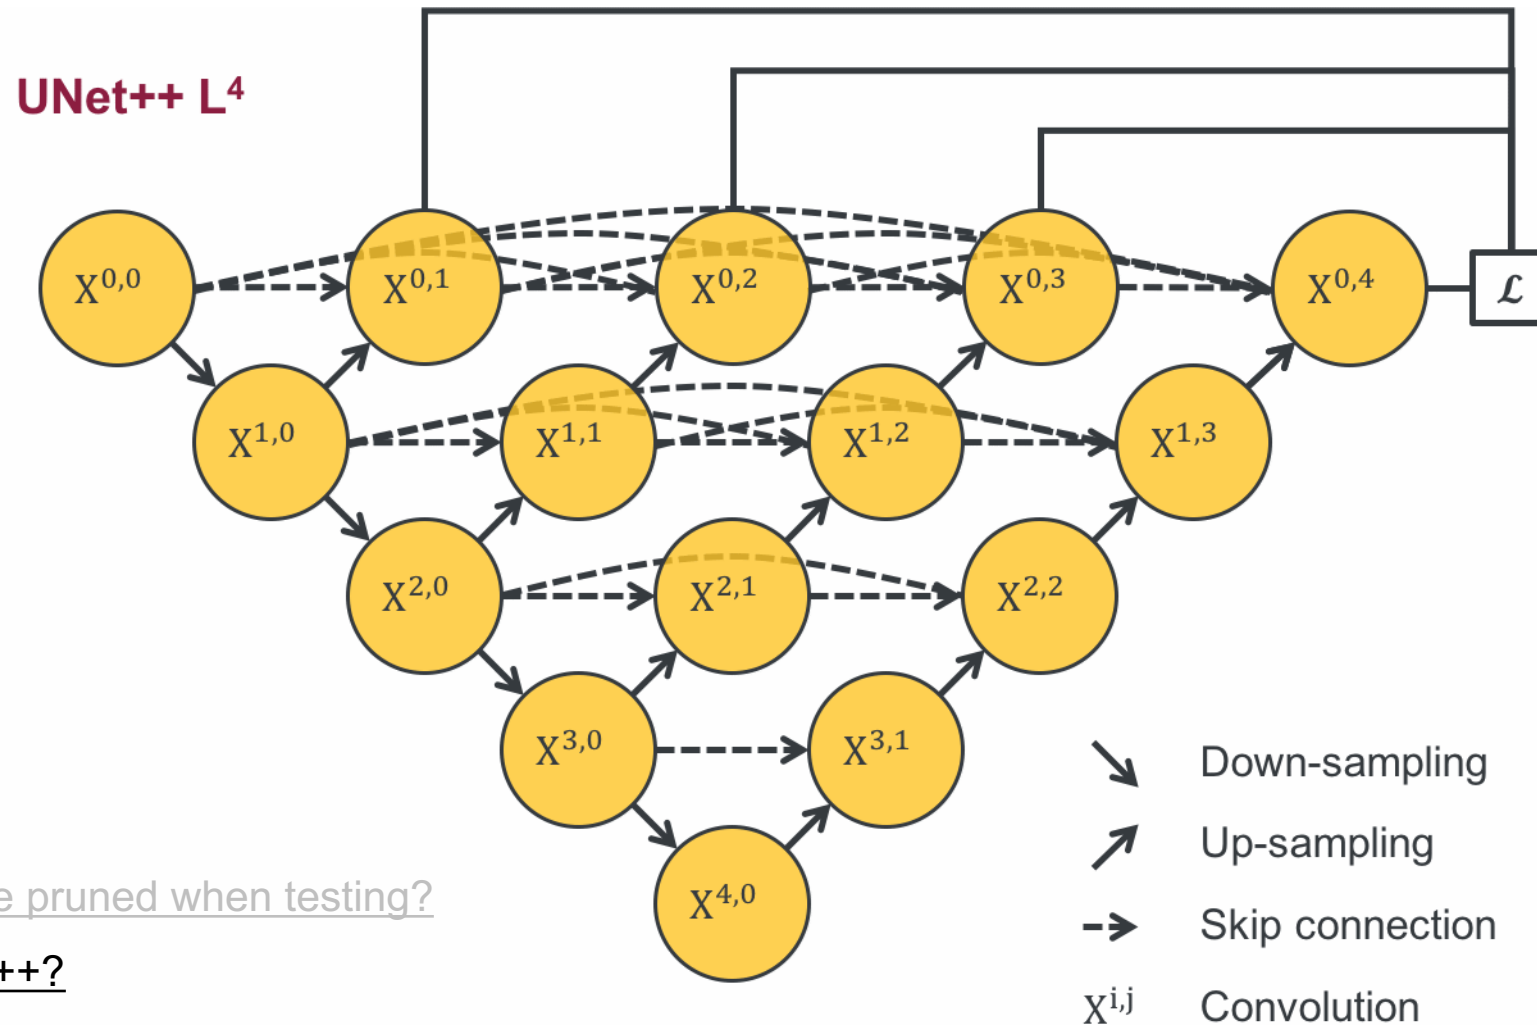 UNet++ L⁴
X⁰,⁰ X⁰,¹ X⁰,² X⁰,³ X⁰,⁴ ℒ
X¹,⁰ X¹,¹ X¹,² X¹,³
X²,⁰ X²,¹ X²,²
X³,⁰ X³,¹
Down-sampling
Up-sampling
X⁴,⁰
e pruned when testing?
Skip connection
++?
Xⁱ,ʲ Convolution